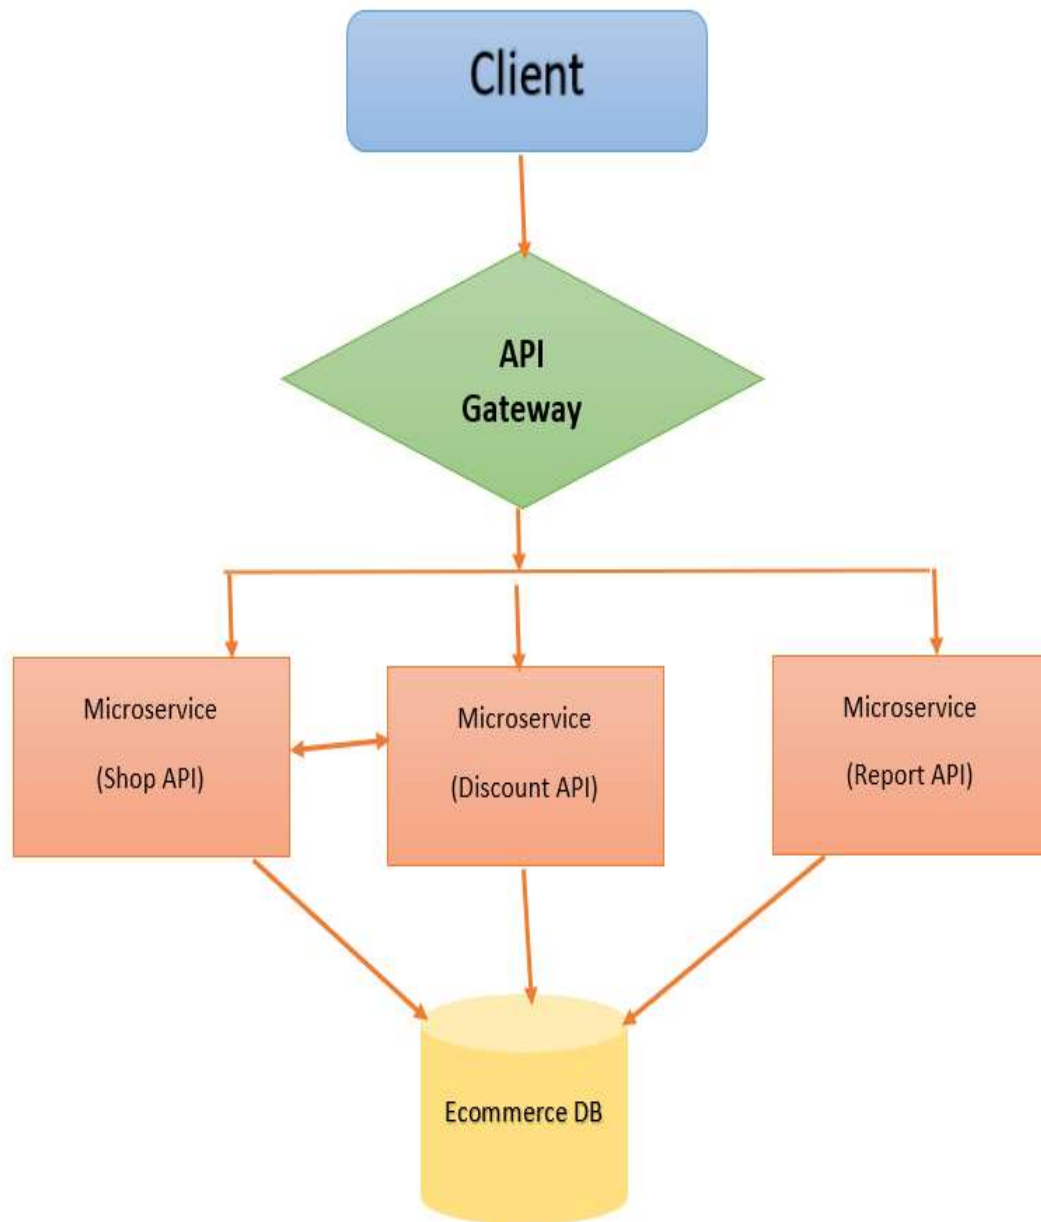 Client
API
Gateway
Microservice
(Shop API)
Microservice
(Discount API)
Microservice
(Report API)
Ecommerce DB